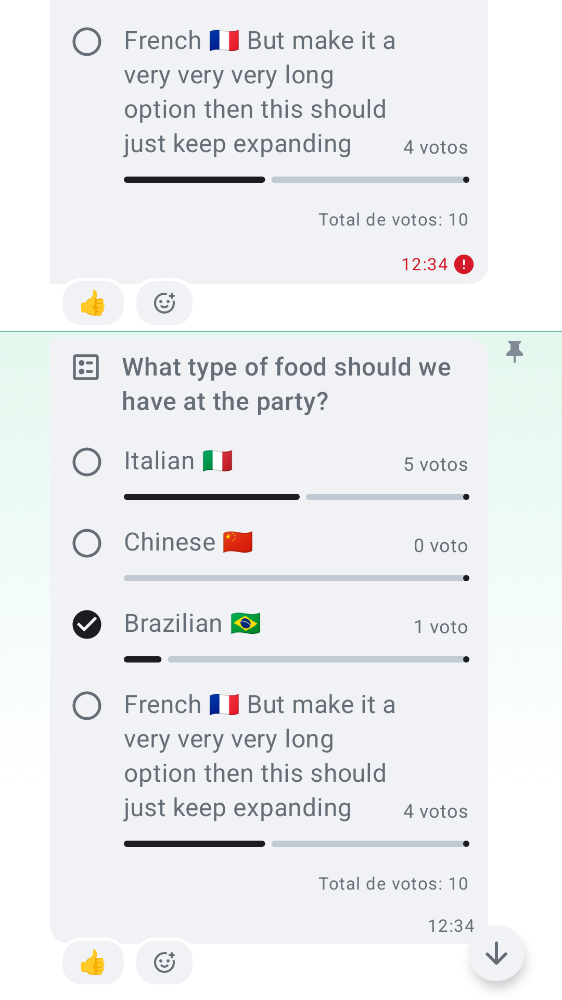 French 🇫🇷 But make it a
very very very long
option then this should
just keep expanding 4 votos
Total de votos: 10
12:34
What type of food should we
have at the party?
Italian 🇮🇹 5 votos
Chinese 🇨🇳 0 voto
Brazilian 🇧🇷 1 voto
French 🇫🇷 But make it a
very very very long
option then this should
just keep expanding 4 votos
Total de votos: 10
12:34